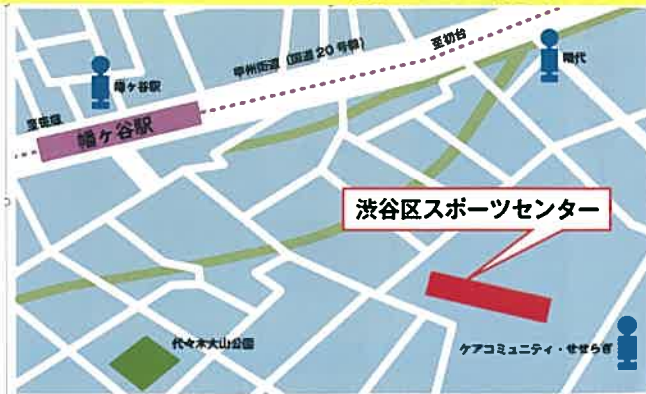 甲州街道（国道20号線）
至初台
幡代
幡ヶ谷駅
至笹塚
幡ヶ谷駅
渋谷区スポーツセンター
代々木大山公園
ケアコミュニティ・せせらぎ